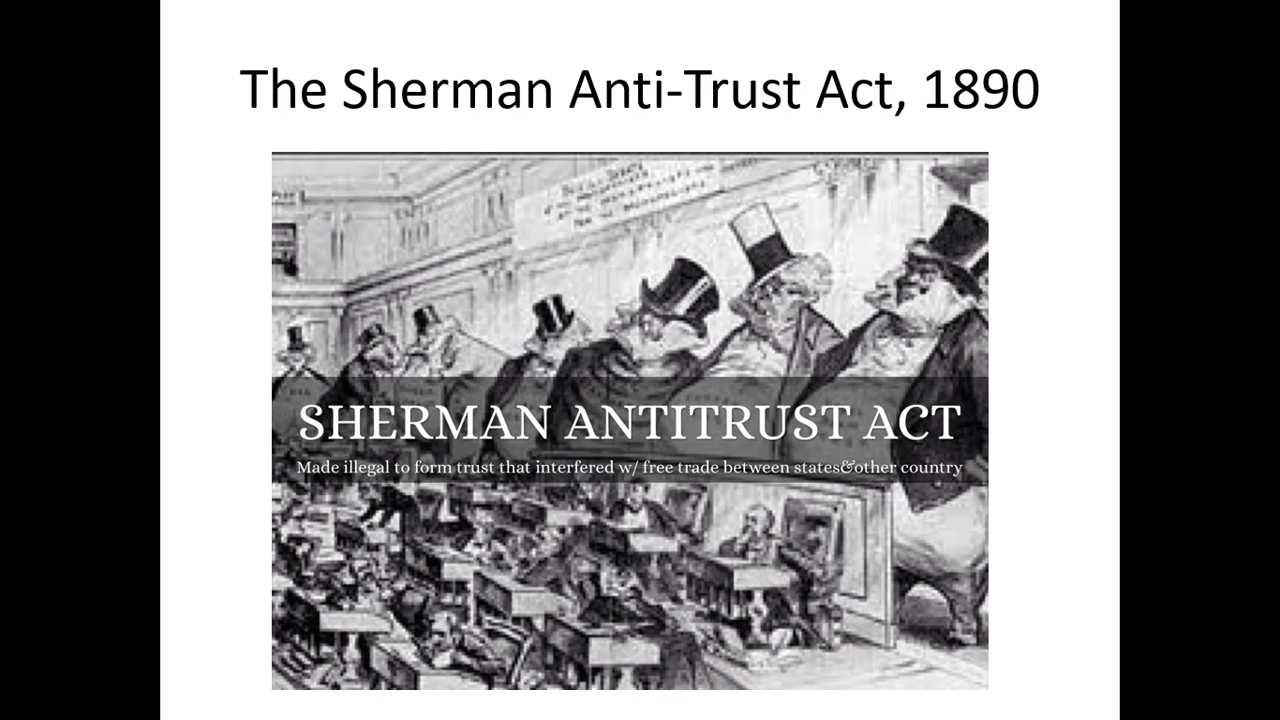 The Sherman Anti-Trust Act, 1890
SHERMAN ANTITRUST ACT
Made illegal to form trust that interfered w/ free trade between states&other country